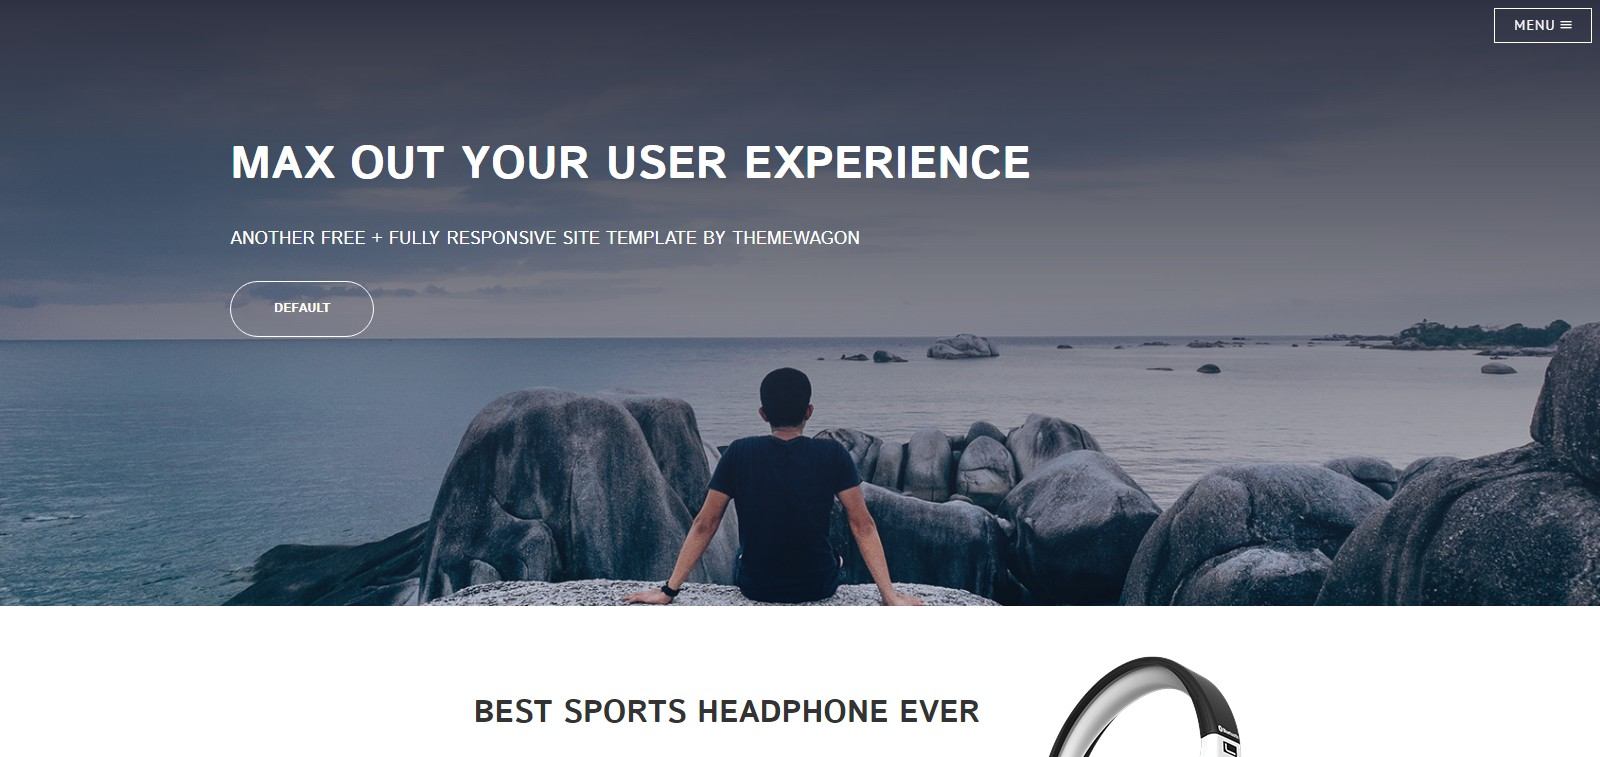 MENU
MAX OUT YOUR USER EXPERIENCE
ANOTHER FREE + FULLY RESPONSIVE SITE TEMPLATE BY THEMEWAGON
DEFAULT
BEST SPORTS HEADPHONE EVER